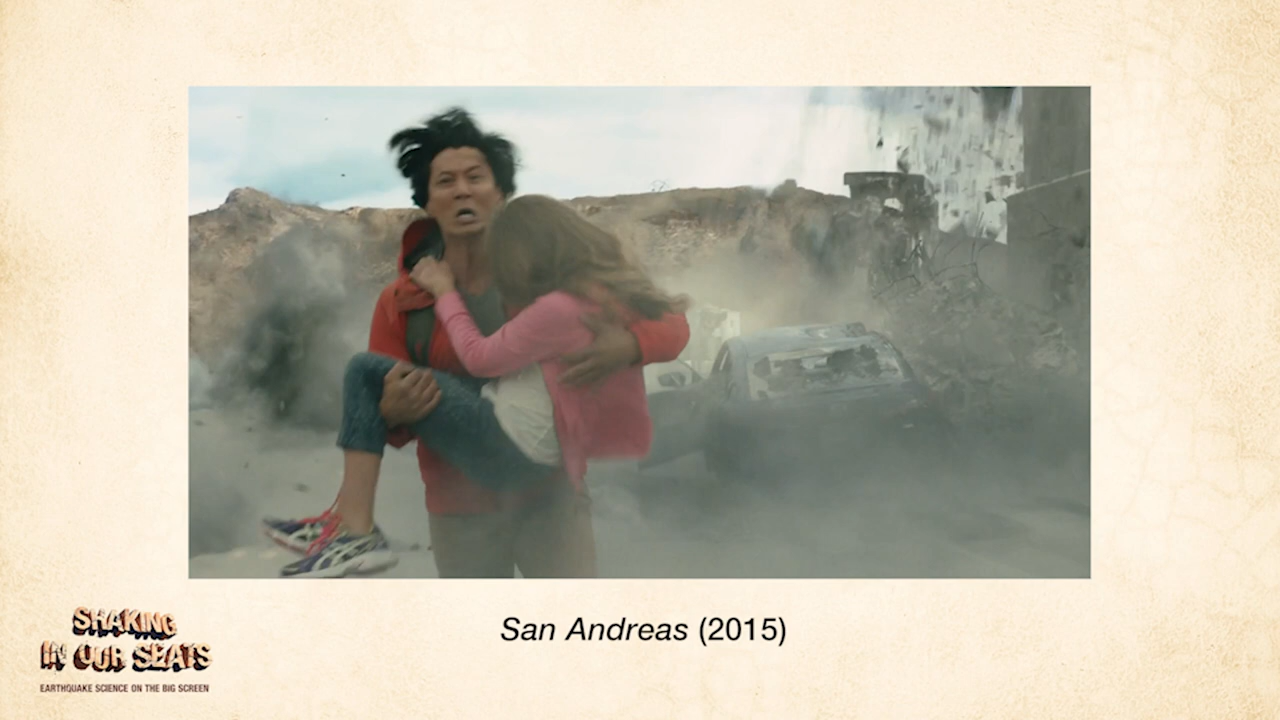 San Andreas (2015)
SHAKING
IN OUR SEATS
EARTHQUAKE SCIENCE ON THE BIG SCREEN